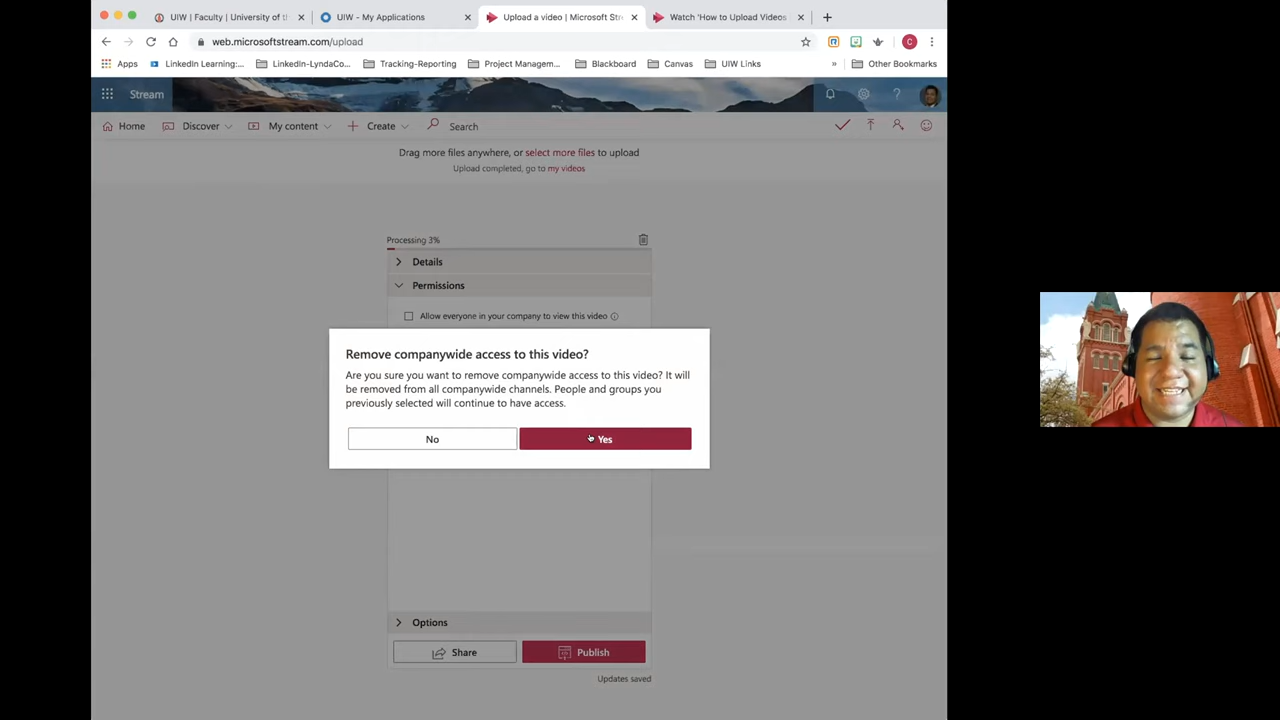 UIW | Faculty | University of th
UIW - My Applications
Upload a video | Microsoft Stre
Watch 'How to Upload Videos
web.microsoftstream.com/upload
Apps
LinkedIn Learning:...
LinkedIn-LyndaCo...
Tracking-Reporting
Project Managem...
Blackboard
Canvas
UIW Links
»
Other Bookmarks
Stream
Home
Discover
My content
Create
Search
Drag more files anywhere, or select more files to upload
Upload completed, go to my videos
Processing 3%
Details
Permissions
Allow everyone in your company to view this video
Remove companywide access to this video?
Are you sure you want to remove companywide access to this video? It will
be removed from all companywide channels. People and groups you
previously selected will continue to have access.
No
Yes
Options
Share
Publish
Updates saved